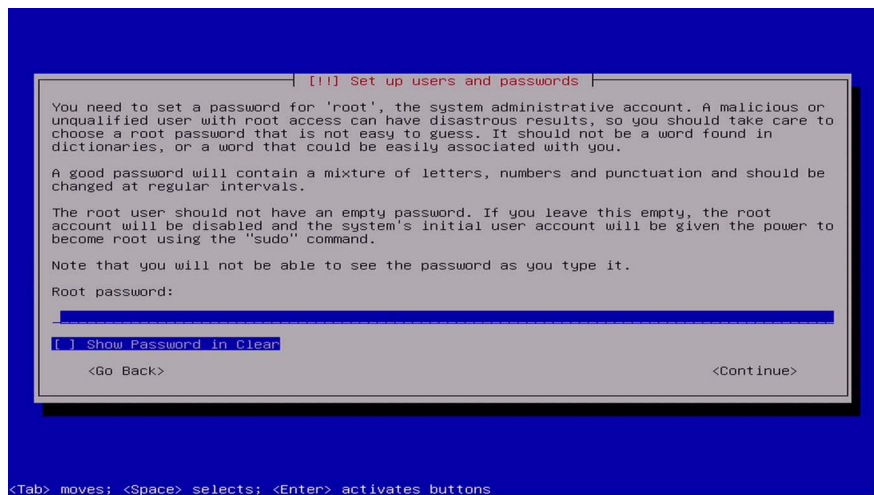 [!!] Set up users and passwords
You need to set a password for 'root', the system administrative account. A malicious or
unqualified user with root access can have disastrous results, so you should take care to
choose a root password that is not easy to guess. It should not be a word found in
dictionaries, or a word that could be easily associated with you.
A good password will contain a mixture of letters, numbers and punctuation and should be
changed at regular intervals.
The root user should not have an empty password. If you leave this empty, the root
account will be disabled and the system's initial user account will be given the power to
become root using the "sudo" command.
Note that you will not be able to see the password as you type it.
Root password:
[ ] Show Password in Clear
<Go Back> <Continue>
<Tab> moves; <Space> selects; <Enter> activates buttons